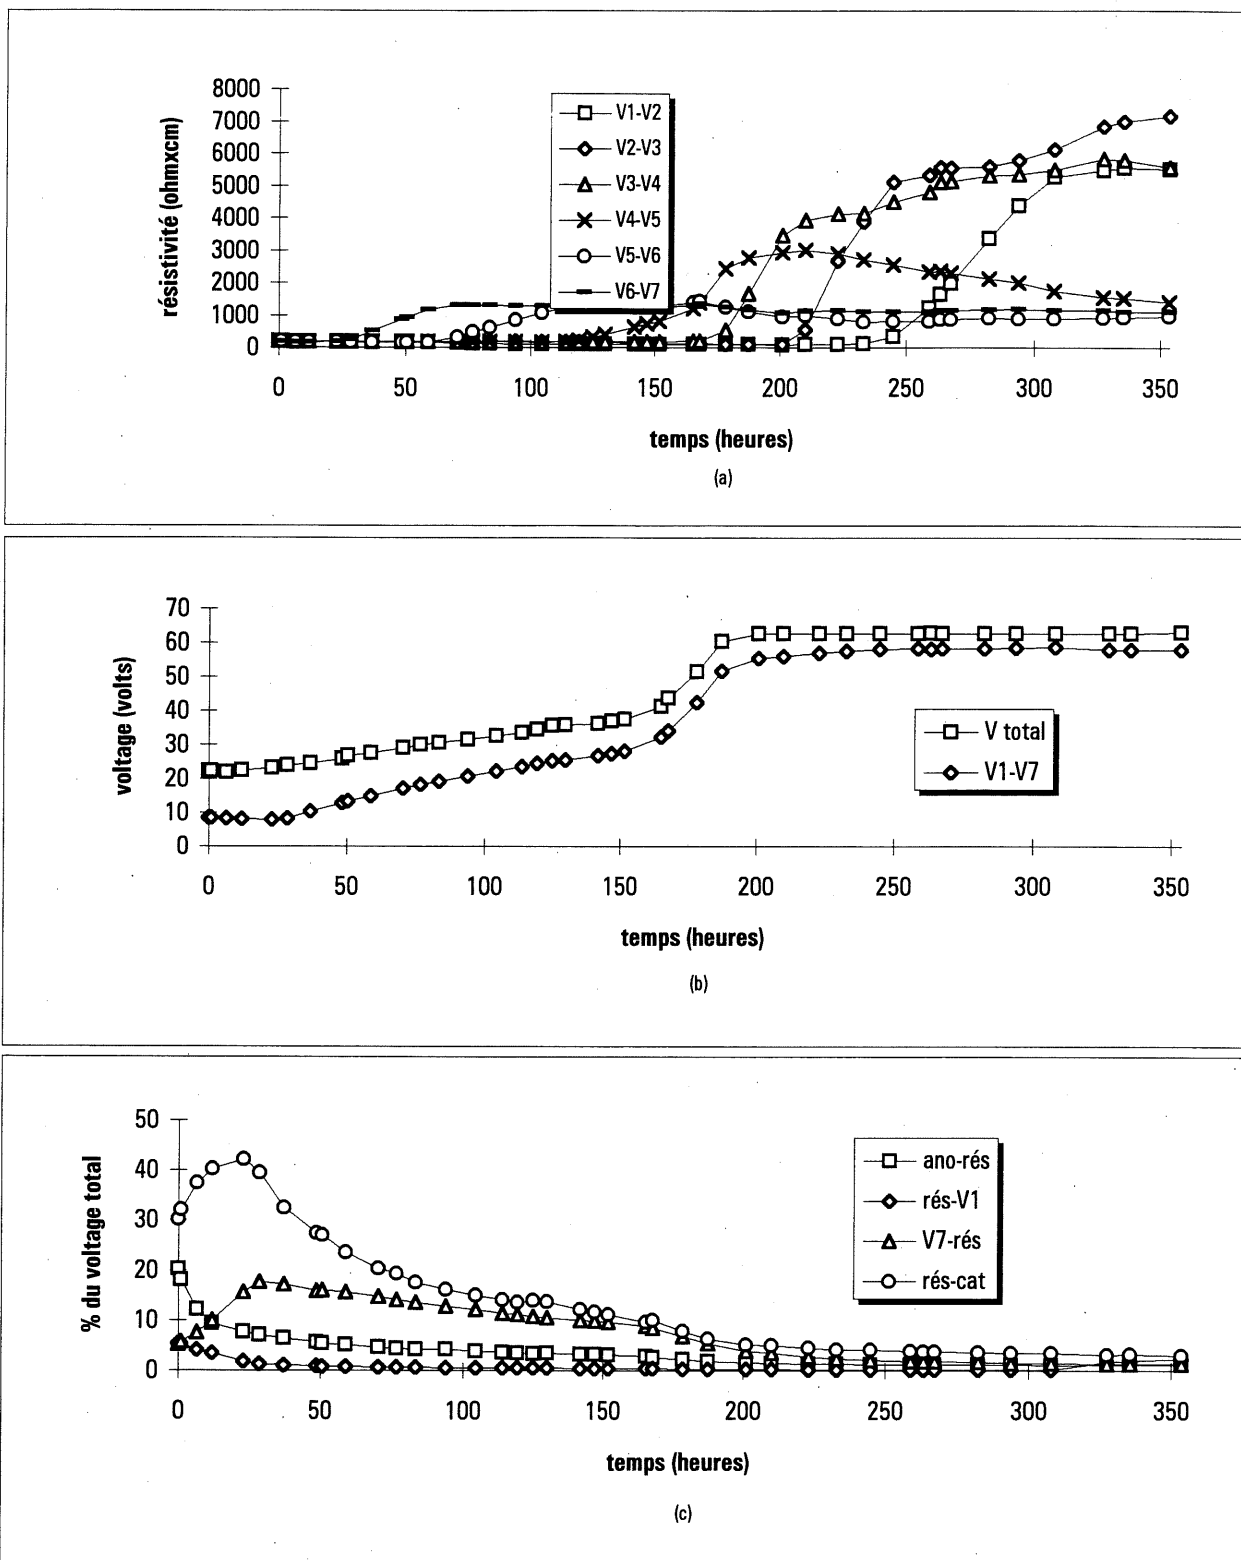 8000
7000
6000
5000
4000
3000
2000
1000
0
résistivité (ohmxcm)
V1-V2
V2-V3
V3-V4
V4-V5
V5-V6
V6-V7
0 50 100 150 200 250 300 350
temps (heures)
(a)
70
60
50
40
30
20
10
0
voltage (volts)
V total
V1-V7
0 50 100 150 200 250 300 350
temps (heures)
(b)
50
40
30
20
10
0
% du voltage total
ano-rés
rés-V1
V7-rés
rés-cat
0 50 100 150 200 250 300 350
temps (heures)
(c)